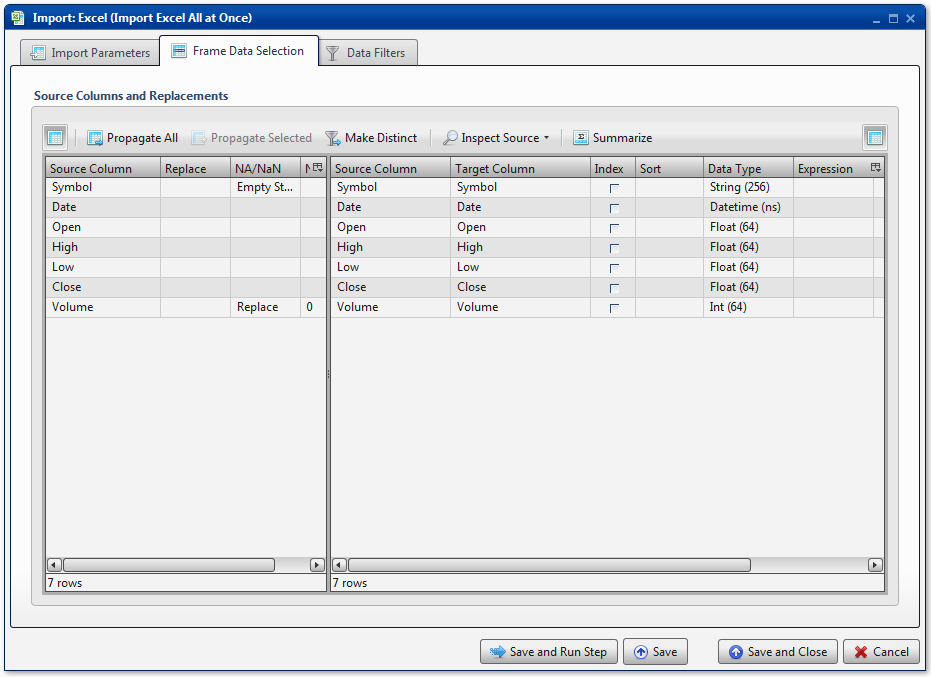 Import: Excel (Import Excel All at Once)
Import Parameters Frame Data Selection Data Filters
Source Columns and Replacements
Propagate All Propagate Selected Make Distinct Inspect Source Summarize
Source Column Replace NA/NaN Source Column Target Column Index Sort Data Type Expression
Symbol Empty St... Symbol Symbol String (256)
Date Date Date Datetime (ns)
Open Open Open Float (64)
High High High Float (64)
Low Low Low Float (64)
Close Close Close Float (64)
Volume Replace 0 Volume Volume Int (64)
7 rows 7 rows
Save and Run Step Save Save and Close Cancel